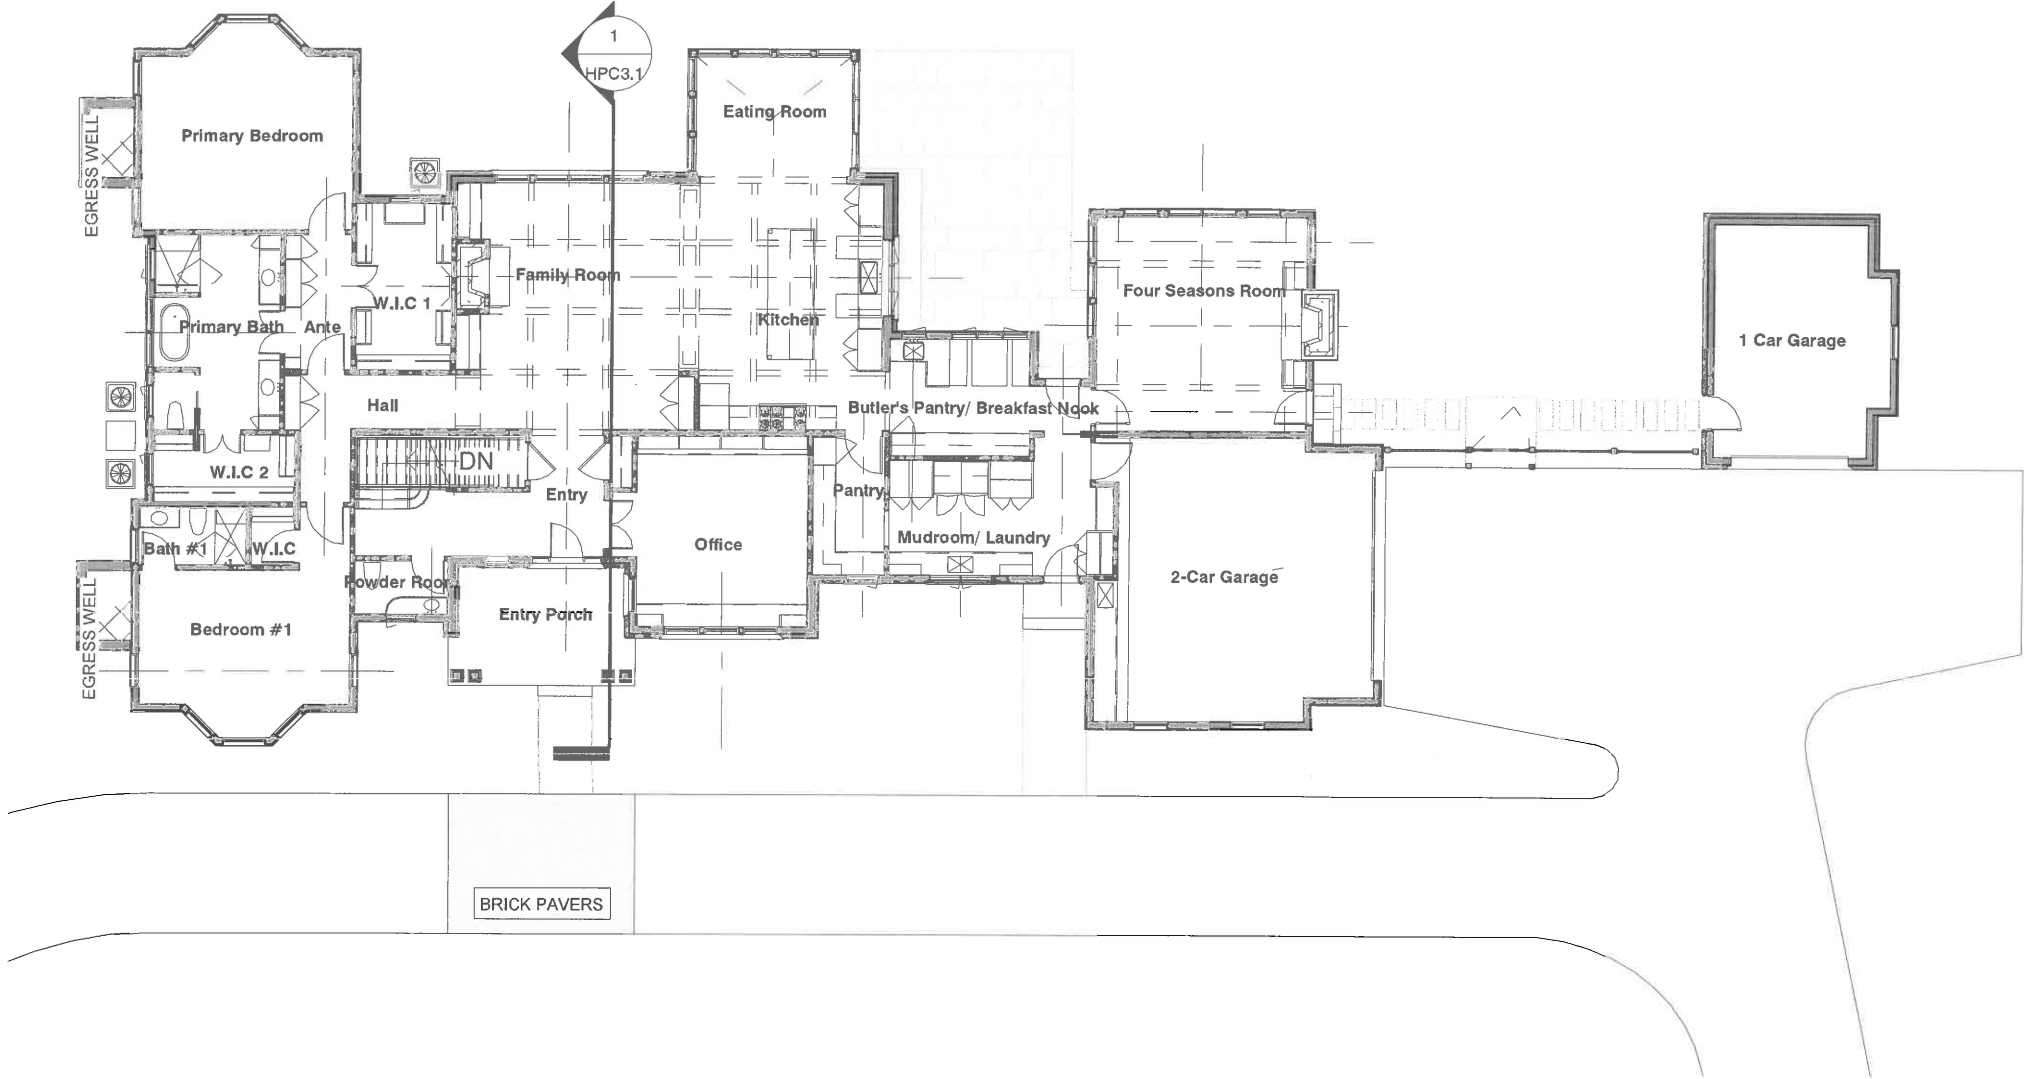 1
HPC3.1
Eating Room
Primary Bedroom
EGRESS WELL
Family Room
Four Seasons Room
W.I.C 1
Kitchen
Primary Bath
Ante
1 Car Garage
Hall
Butler's Pantry/ Breakfast Nook
DN
W.I.C 2
Entry
Pantry
Bath #1
W.I.C
Office
Mudroom/ Laundry
Powder Room
2-Car Garage
Entry Porch
Bedroom #1
EGRESS WELL
BRICK PAVERS